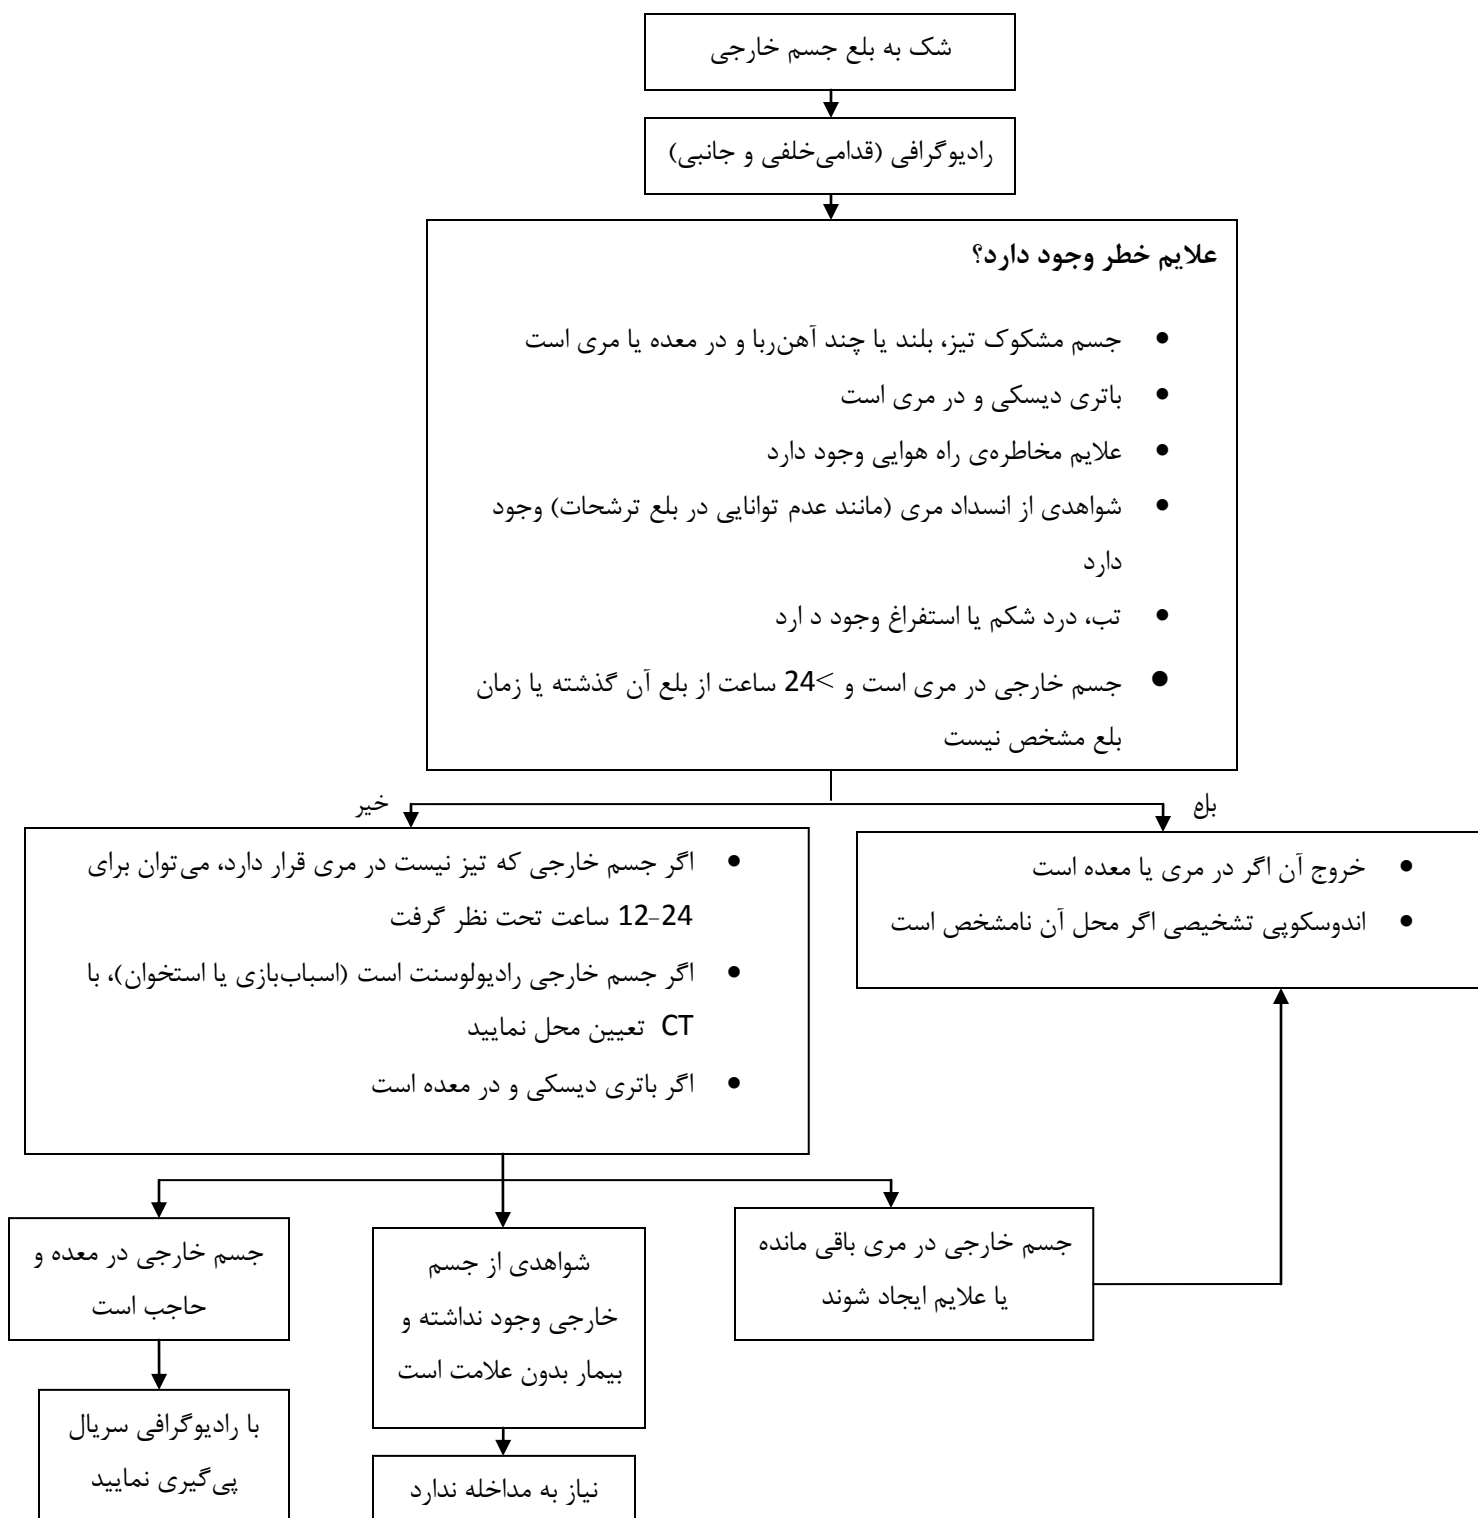 شک به بلع جسم خارجی
رادیوگرافی (قدامی‌خلفی و جانبی)
علایم خطر وجود دارد؟
● جسم مشکوک تیز، بلند یا چند آهن‌ربا و در معده یا مری است
● باتری دیسکی و در مری است
● علایم مخاطره‌ی راه هوایی وجود دارد
● شواهدی از انسداد مری (مانند عدم توانایی در بلع ترشحات) وجود
دارد
● تب، درد شکم یا استفراغ وجود د ارد
● جسم خارجی در مری است و >24 ساعت از بلع آن گذشته یا زمان
بلع مشخص نیست
بله
خیر
● خروج آن اگر در مری یا معده است
● اندوسکوپی تشخیصی اگر محل آن نامشخص است
● اگر جسم خارجی که تیز نیست در مری قرار دارد، می‌توان برای
12-24 ساعت تحت نظر گرفت
● اگر جسم خارجی رادیولوسنت است (اسباب‌بازی یا استخوان)، با
CT تعیین محل نمایید
● اگر باتری دیسکی و در معده است
جسم خارجی در مری باقی مانده
یا علایم ایجاد شوند
شواهدی از جسم
خارجی وجود نداشته و
بیمار بدون علامت است
جسم خارجی در معده و
حاجب است
نیاز به مداخله ندارد
با رادیوگرافی سریال
پی‌گیری نمایید